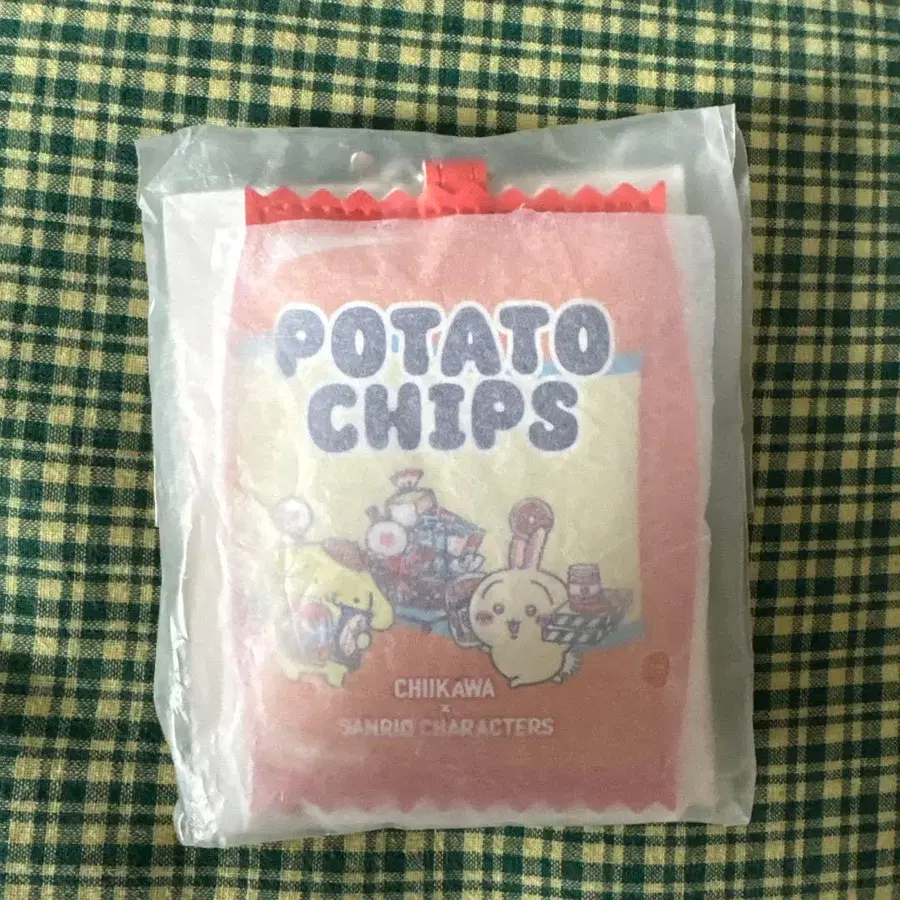 POTATO
CHIPS
CHIIKAWA
×
SANRIO CHARACTERS